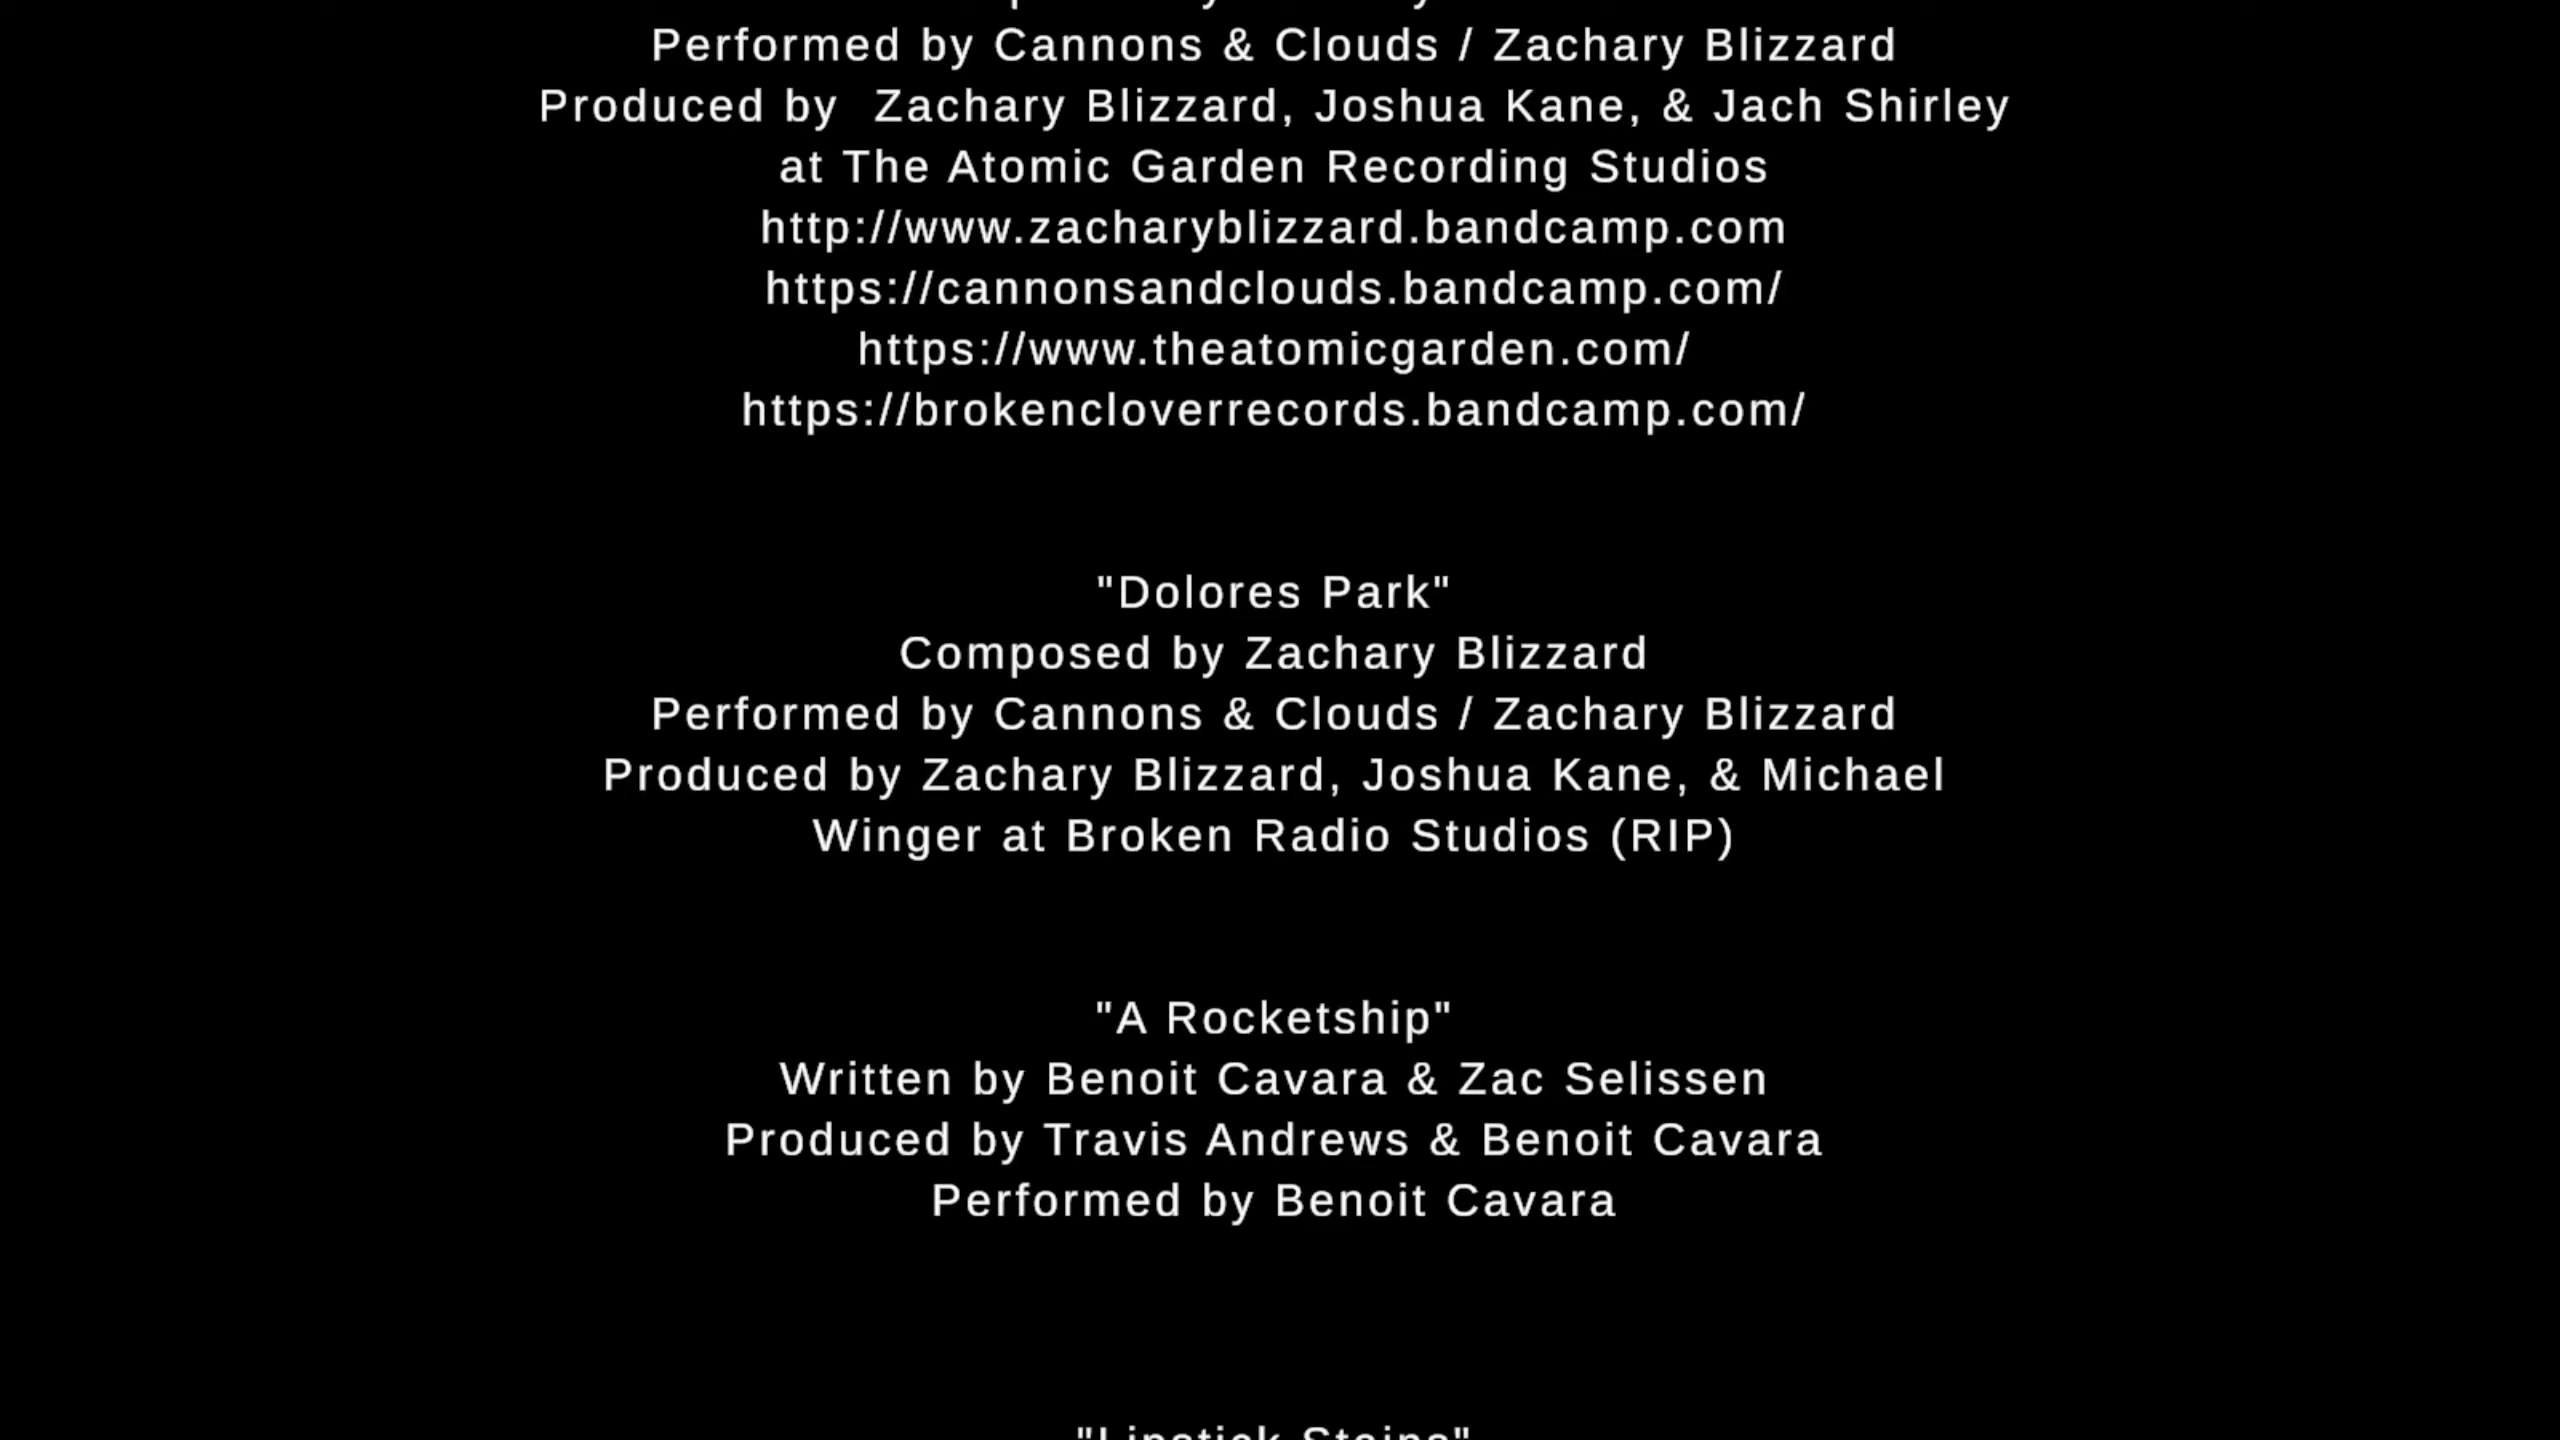 Performed by Cannons & Clouds / Zachary Blizzard
Produced by  Zachary Blizzard, Joshua Kane, & Jach Shirley
at The Atomic Garden Recording Studios
http://www.zacharyblizzard.bandcamp.com
https://cannonsandclouds.bandcamp.com/
https://www.theatomicgarden.com/
https://brokencloverrecords.bandcamp.com/
"Dolores Park"
Composed by Zachary Blizzard
Performed by Cannons & Clouds / Zachary Blizzard
Produced by Zachary Blizzard, Joshua Kane, & Michael
Winger at Broken Radio Studios (RIP)
"A Rocketship"
Written by Benoit Cavara & Zac Selissen
Produced by Travis Andrews & Benoit Cavara
Performed by Benoit Cavara
"Lipstick Stains"